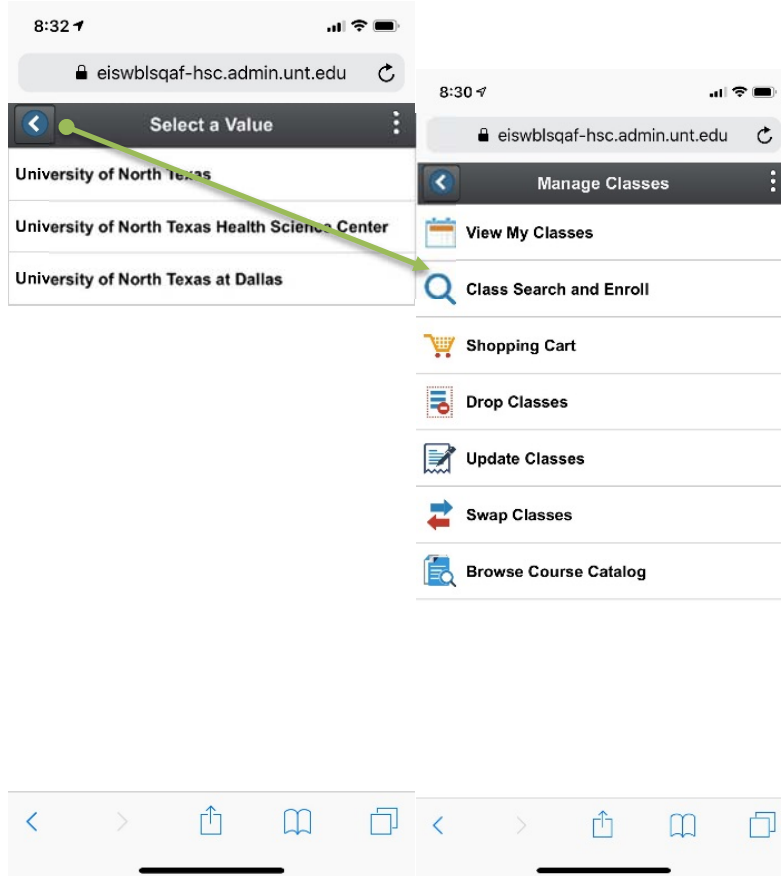 8:32
eiswblsqaf-hsc.admin.unt.edu
Select a Value
University of North Texas
University of North Texas Health Science Center
University of North Texas at Dallas
8:30
eiswblsqaf-hsc.admin.unt.edu
Manage Classes
View My Classes
Class Search and Enroll
Shopping Cart
Drop Classes
Update Classes
Swap Classes
Browse Course Catalog